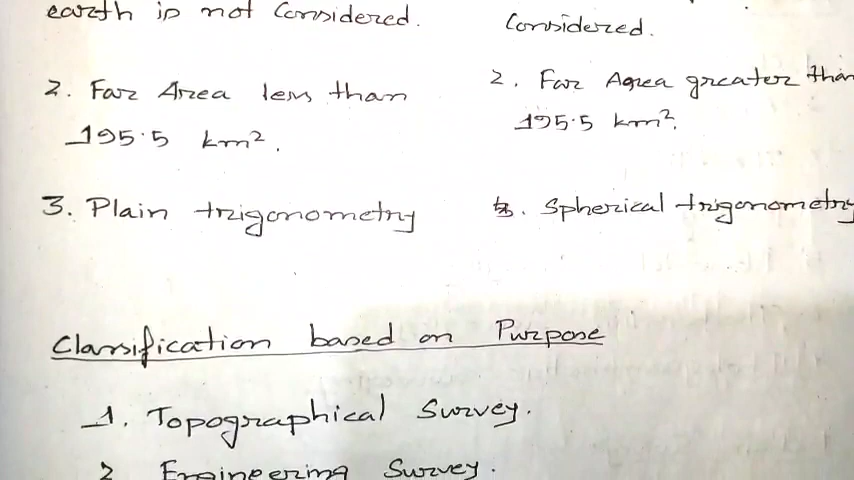 earth is not Considered.
Considered.
2. For Area less than
195.5 km².
2. For Area greater than
195.5 km².
3. Plain trigonometry
3. Spherical trigonometry
Classification based on Purpose
1. Topographical Survey.
2 Engineering Survey.